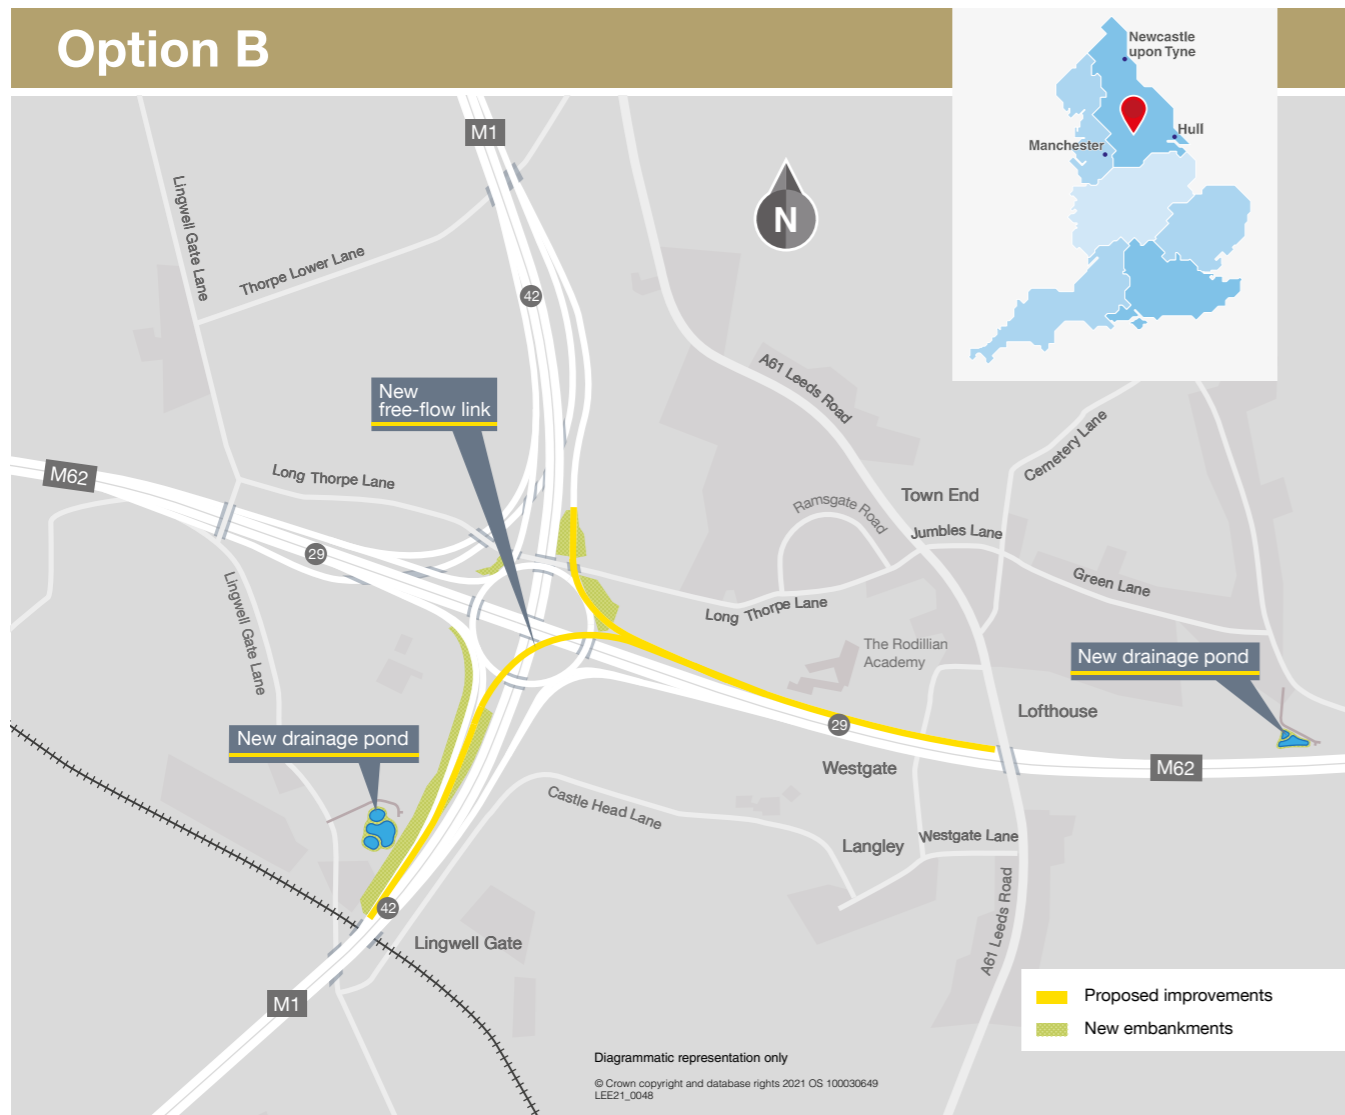 Option B
Newcastle
upon Tyne
Hull
Manchester
M1
N
Lingwell Gate Lane
Thorpe Lower Lane
42
A61 Leeds Road
New
free-flow link
Cemetery Lane
M62
Long Thorpe Lane
Town End
Ramsgate Road
Jumbles Lane
29
Green Lane
Lingwell Gate Lane
Long Thorpe Lane
The Rodillian
Academy
New drainage pond
Lofthouse
29
New drainage pond
Westgate
M62
Castle Head Lane
Langley
Westgate Lane
42
A61 Leeds Road
Lingwell Gate
M1
Proposed improvements
New embankments
Diagrammatic representation only
© Crown copyright and database rights 2021 OS 100030649
LEE21_0048